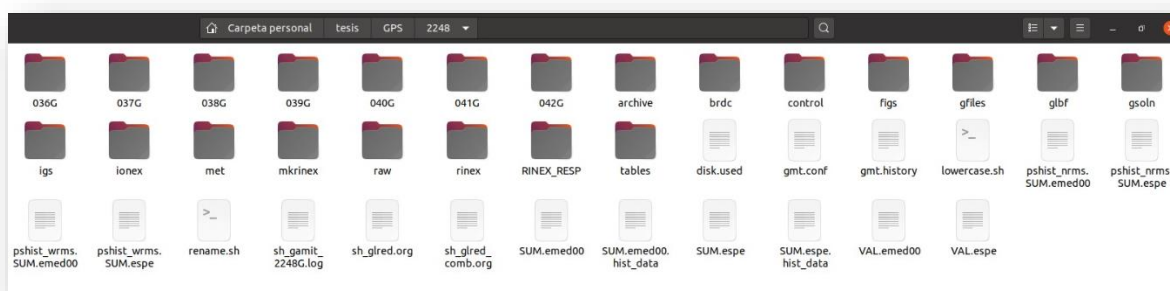 Carpeta personal tesis GPS 2248
036G 037G 038G 039G 040G 041G 042G archive brdc control figs gfiles glbf gsoln
igs ionex met mkrinex raw rinex RINEX_RESP tables disk.used gmt.conf gmt.history lowercase.sh pshist_nrms. pshist_nrms.
SUM.emed00 SUM.espe
pshist_wrms. pshist_wrms. rename.sh sh_gamit_ sh_glred.org sh_glred_ SUM.emed00 SUM.emed00. SUM.espe SUM.espe. VAL.emed00 VAL.espe
SUM.emed00 SUM.espe 2248G.log comb.org hist_data hist_data